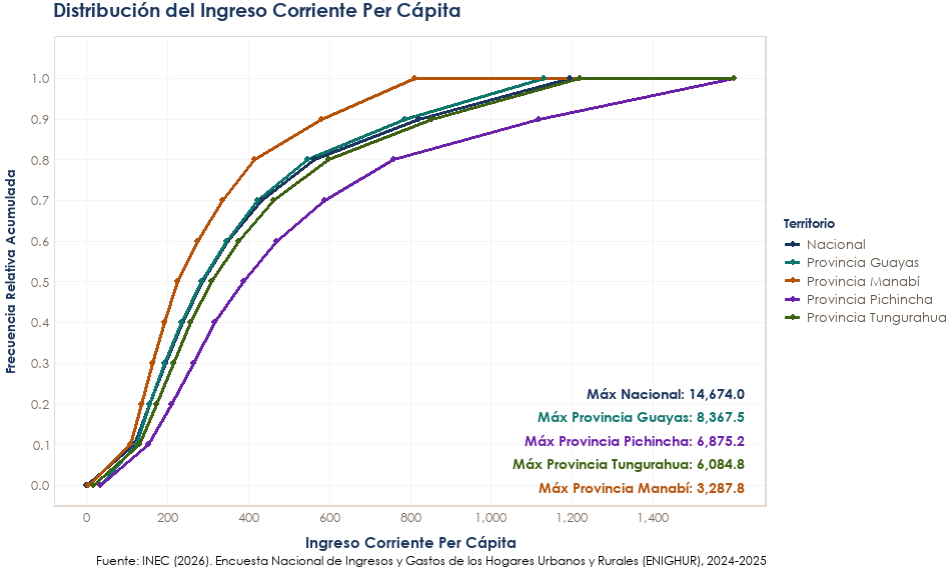 Distribución del Ingreso Corriente Per Cápita
Frecuencia Relativa Acumulada
1.0
0.9
0.8
0.7
0.6
0.5
0.4
0.3
0.2
0.1
0.0
Máx Nacional: 14,674.0
Máx Provincia Guayas: 8,367.5
Máx Provincia Pichincha: 6,875.2
Máx Provincia Tungurahua: 6,084.8
Máx Provincia Manabí: 3,287.8
0 200 400 600 800 1,000 1,200 1,400
Ingreso Corriente Per Cápita
Territorio
Nacional
Provincia Guayas
Provincia Manabí
Provincia Pichincha
Provincia Tungurahua
Fuente: INEC (2026). Encuesta Nacional de Ingresos y Gastos de los Hogares Urbanos y Rurales (ENIGHUR), 2024-2025